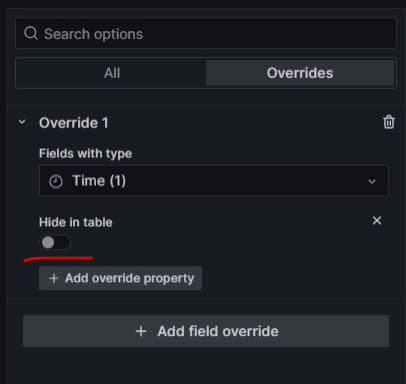 Search options
All
Overrides
Override 1
Fields with type
Time (1)
Hide in table
+ Add override property
+ Add field override